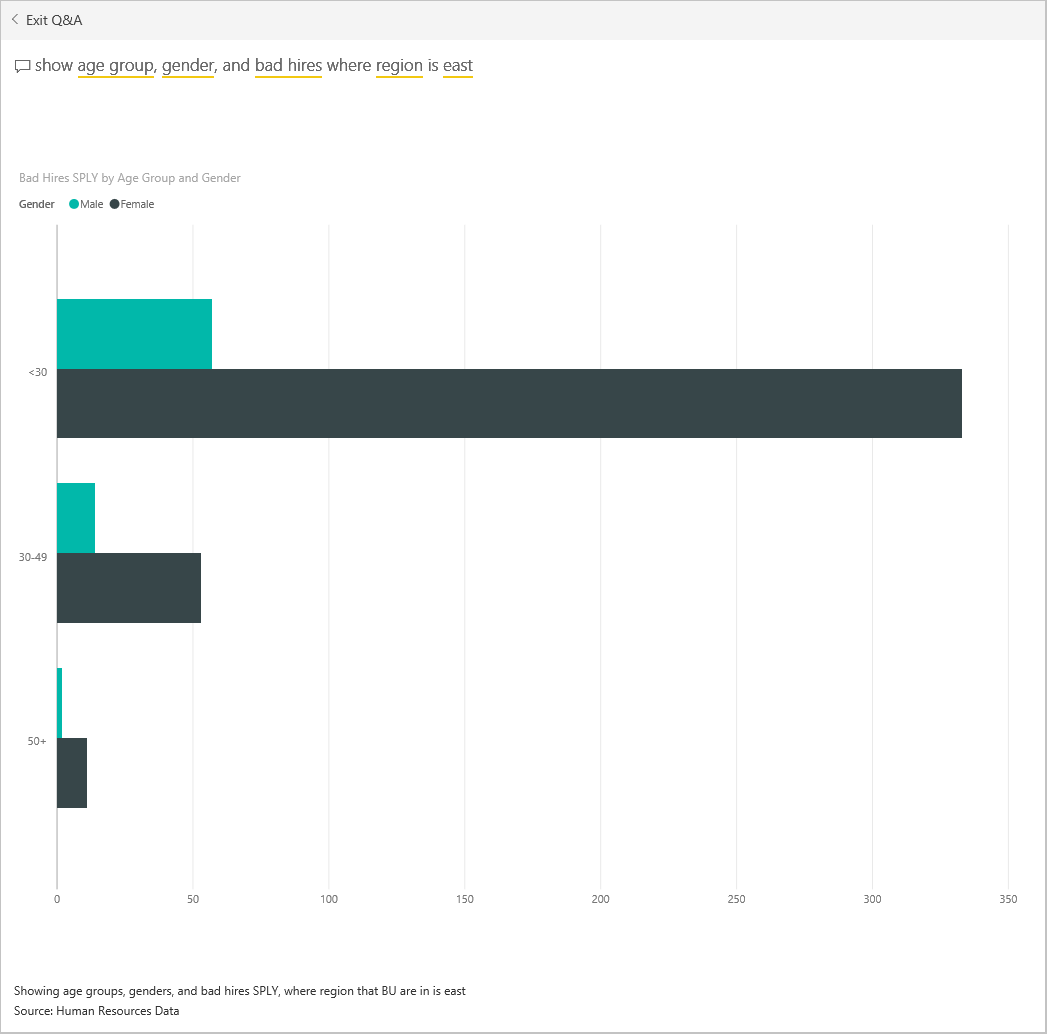 Exit Q&A
show age group, gender, and bad hires where region is east
Bad Hires SPLY by Age Group and Gender
Gender Male Female
<30
30-49
50+
0 50 100 150 200 250 300 350
Showing age groups, genders, and bad hires SPLY, where region that BU are in is east
Source: Human Resources Data